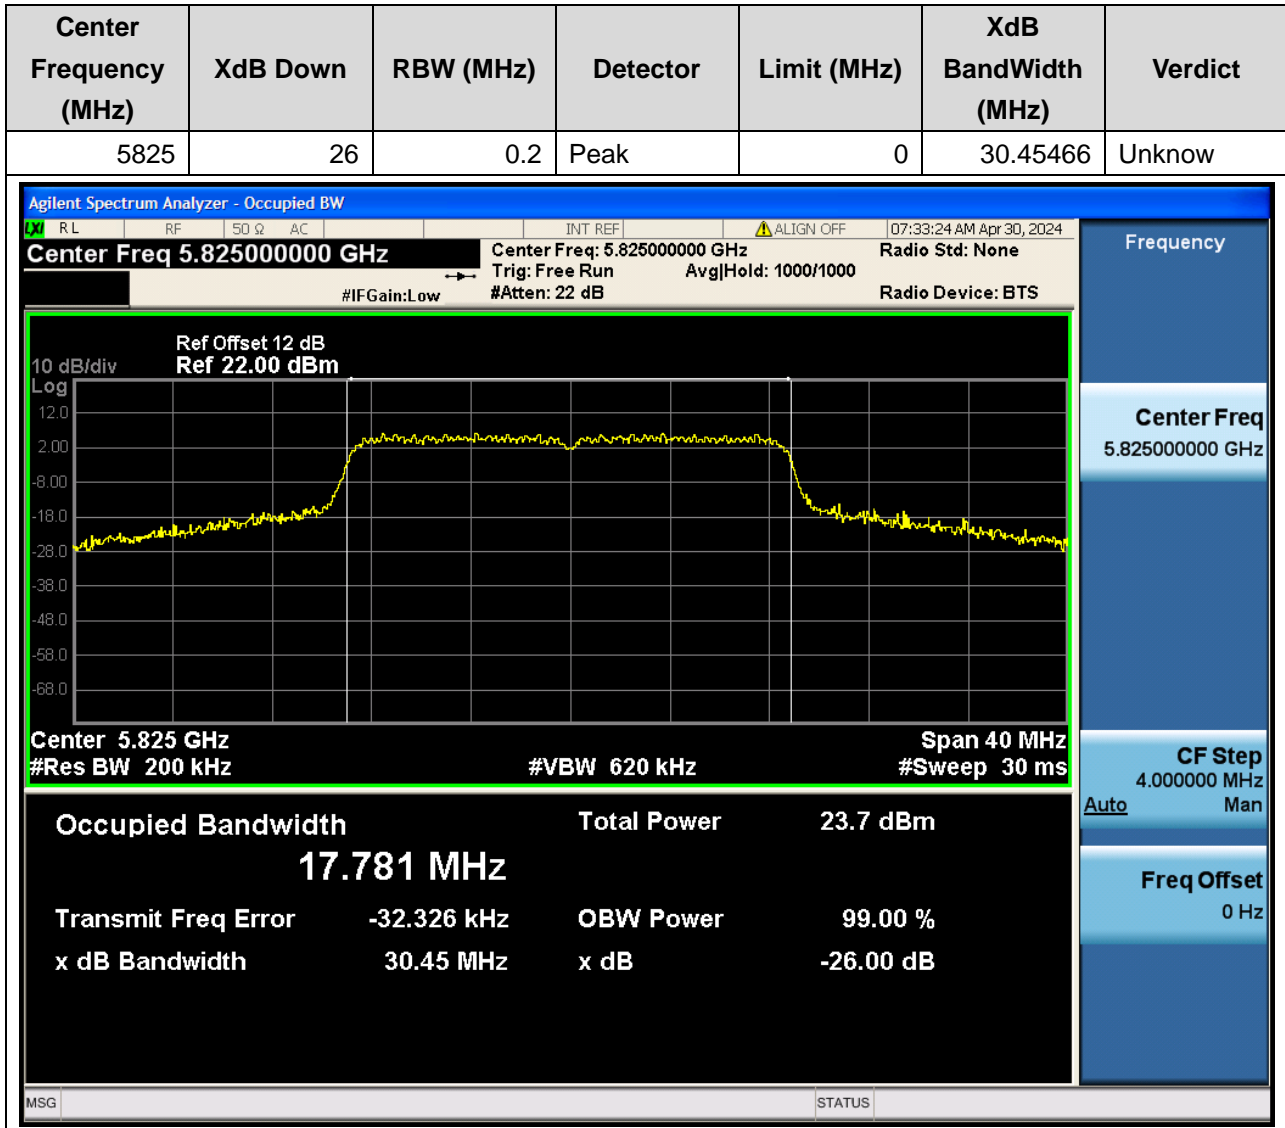 Center Frequency (MHz) XdB Down RBW (MHz) Detector Limit (MHz) XdB BandWidth (MHz) Verdict
5825 26 0.2 Peak 0 30.45466 Unknow
Agilent Spectrum Analyzer - Occupied BW
LXI RL RF 50 Ω AC INT REF ALIGN OFF 07:33:24 AM Apr 30, 2024
Center Freq 5.825000000 GHz Center Freq: 5.825000000 GHz Radio Std: None
Trig: Free Run Avg|Hold: 1000/1000
#IFGain:Low #Atten: 22 dB Radio Device: BTS
Ref Offset 12 dB
10 dB/div Ref 22.00 dBm
Log
12.0
2.00
-8.00
-18.0
-28.0
-38.0
-48.0
-58.0
-68.0
Center 5.825 GHz Span 40 MHz
#Res BW 200 kHz #VBW 620 kHz #Sweep 30 ms
Occupied Bandwidth Total Power 23.7 dBm
17.781 MHz
Transmit Freq Error -32.326 kHz OBW Power 99.00 %
x dB Bandwidth 30.45 MHz x dB -26.00 dB
MSG STATUS
Frequency
Center Freq
5.825000000 GHz
CF Step
4.000000 MHz
Auto Man
Freq Offset
0 Hz